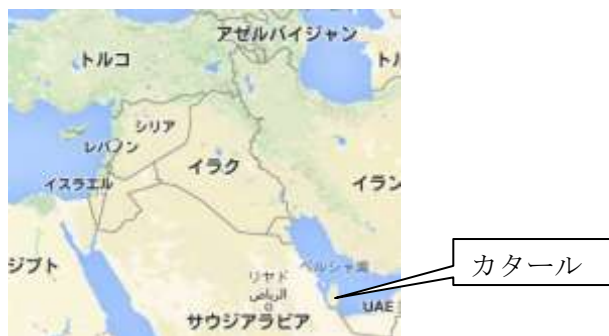 アゼルバイジャン
トルコ
ト
シリア
レバノン
イラク
イスラエル
イラン
ジプト
ペルシャ湾
リヤド
الرياض
カタール
UAE
サウジアラビア